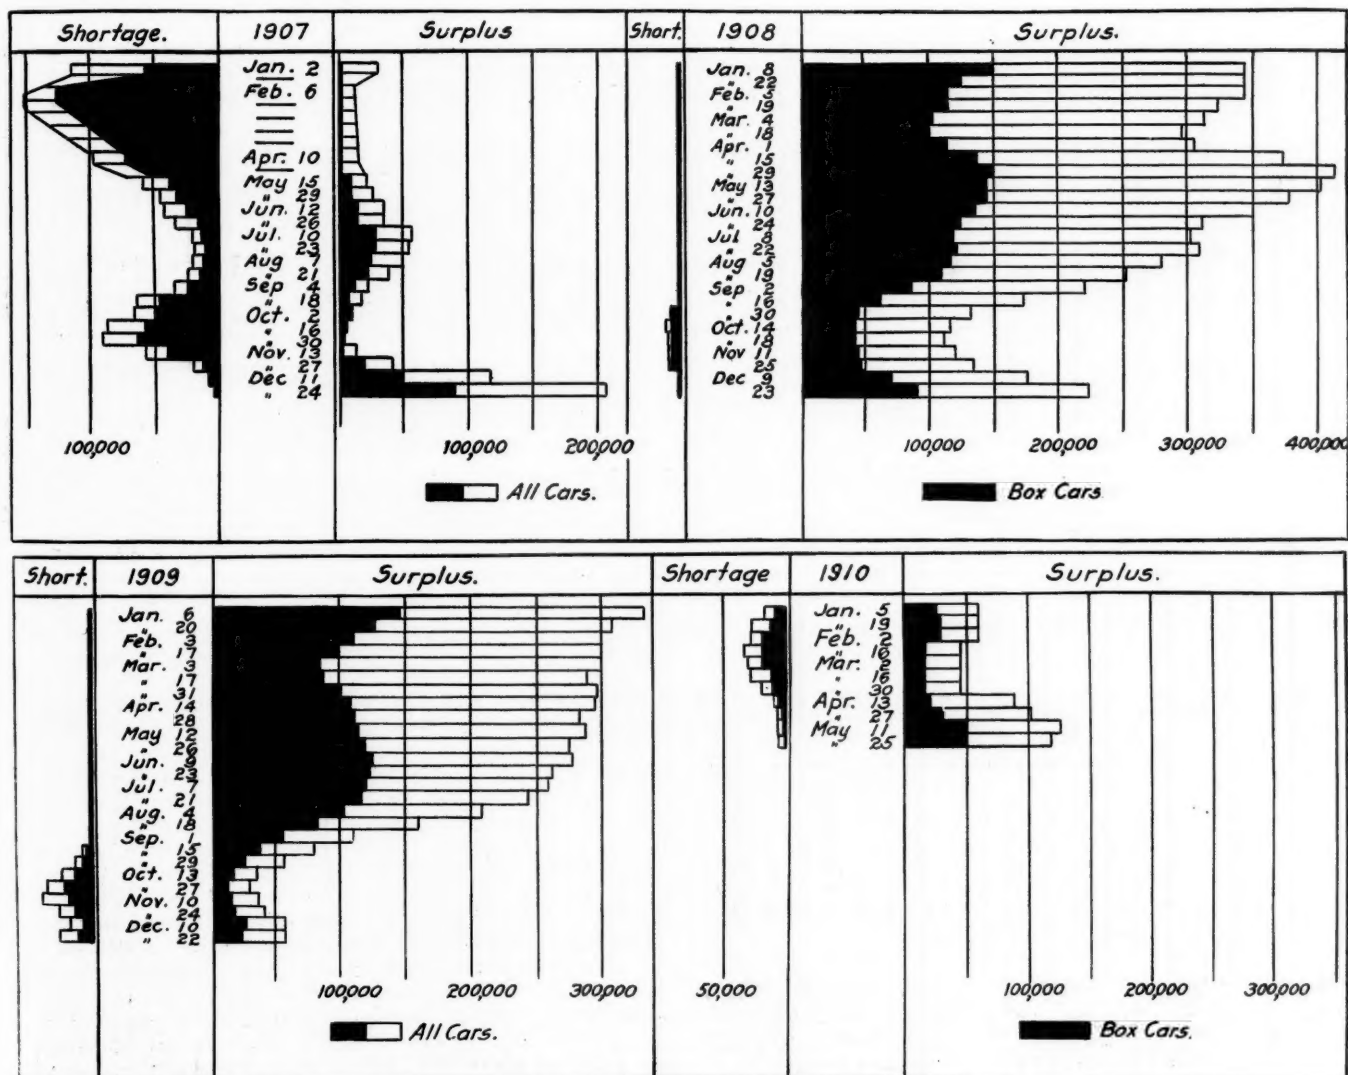 Shortage. 1907 Surplus Short. 1908 Surplus.
Jan. 2 Jan. 8
Feb. 6 " 22
Apr. 10 Feb. 5
May 15 " 19
" 29 Mar. 4
Jun. 12 " 18
" 26 Apr. 1
Jul. 10 " 15
" 23 " 29
Aug 7 May 13
" 21 " 27
Sep 4 Jun. 10
" 18 " 24
Oct. 2 Jul 8
" 16 " 22
" 30 Aug 5
Nov. 13 " 19
" 27 Sep 2
Dec 11 " 16
" 24 " 30
Oct. 14
" 18
Nov 11
" 25
Dec 9
23
100,000 100,000 200,000 100,000 200,000 300,000 400,000
All Cars. Box Cars
Short. 1909 Surplus. Shortage 1910 Surplus.
Jan. 6 Jan. 5
" 20 " 19
Feb. 3 Feb. 2
" 17 " 16
Mar. 3 Mar. 2
" 17 " 16
" 31 " 30
Apr. 14 Apr. 13
" 28 " 27
May 12 May 11
" 26 " 25
Jun. 9
" 23
Jul. 7
" 21
Aug. 4
" 18
Sep. 1
" 15
" 29
Oct. 13
" 27
Nov. 10
" 24
Dec. 10
" 22
100,000 200,000 300,000 50,000 100,000 200,000 300,000
All Cars. Box Cars.